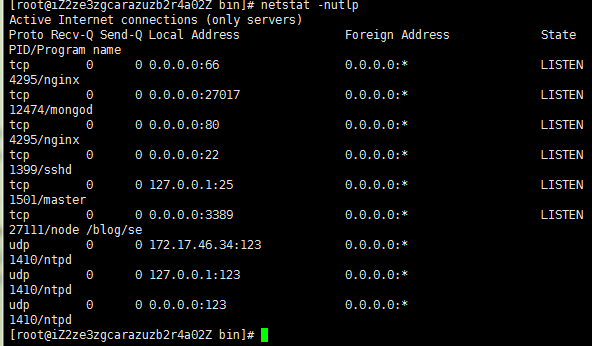 [root@iZ2ze3zgcarazuzb2r4a02Z bin]# netstat -nutlp
Active Internet connections (only servers)
Proto Recv-Q Send-Q Local Address               Foreign Address             State
PID/Program name
tcp        0      0 0.0.0.0:66                  0.0.0.0:*                   LISTEN
4295/nginx
tcp        0      0 0.0.0.0:27017               0.0.0.0:*                   LISTEN
12474/mongod
tcp        0      0 0.0.0.0:80                  0.0.0.0:*                   LISTEN
4295/nginx
tcp        0      0 0.0.0.0:22                  0.0.0.0:*                   LISTEN
1399/sshd
tcp        0      0 127.0.0.1:25                0.0.0.0:*                   LISTEN
1501/master
tcp        0      0 0.0.0.0:3389                0.0.0.0:*                   LISTEN
27111/node /blog/se
udp        0      0 172.17.46.34:123            0.0.0.0:*
1410/ntpd
udp        0      0 127.0.0.1:123               0.0.0.0:*
1410/ntpd
udp        0      0 0.0.0.0:123                 0.0.0.0:*
1410/ntpd
[root@iZ2ze3zgcarazuzb2r4a02Z bin]#